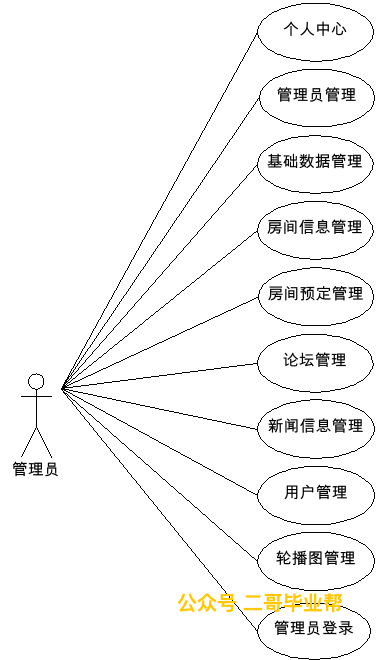 个人中心
管理员管理
基础数据管理
房间信息管理
房间预定管理
论坛管理
新闻信息管理
用户管理
轮播图管理
管理员登录
管理员
公众号 二哥毕业帮